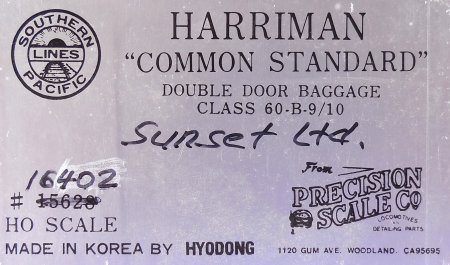 SOUTHERN
LINES
PACIFIC
HARRIMAN
"COMMON STANDARD"
DOUBLE DOOR BAGGAGE
CLASS 60-B-9/10
Sunset Ltd.
16402
# 15628
HO SCALE
MADE IN KOREA BY HYODONG
From
PRECISION
SCALE CO
LOCOMOTIVES
DETAILING PARTS
1120 GUM AVE. WOODLAND. CA95695